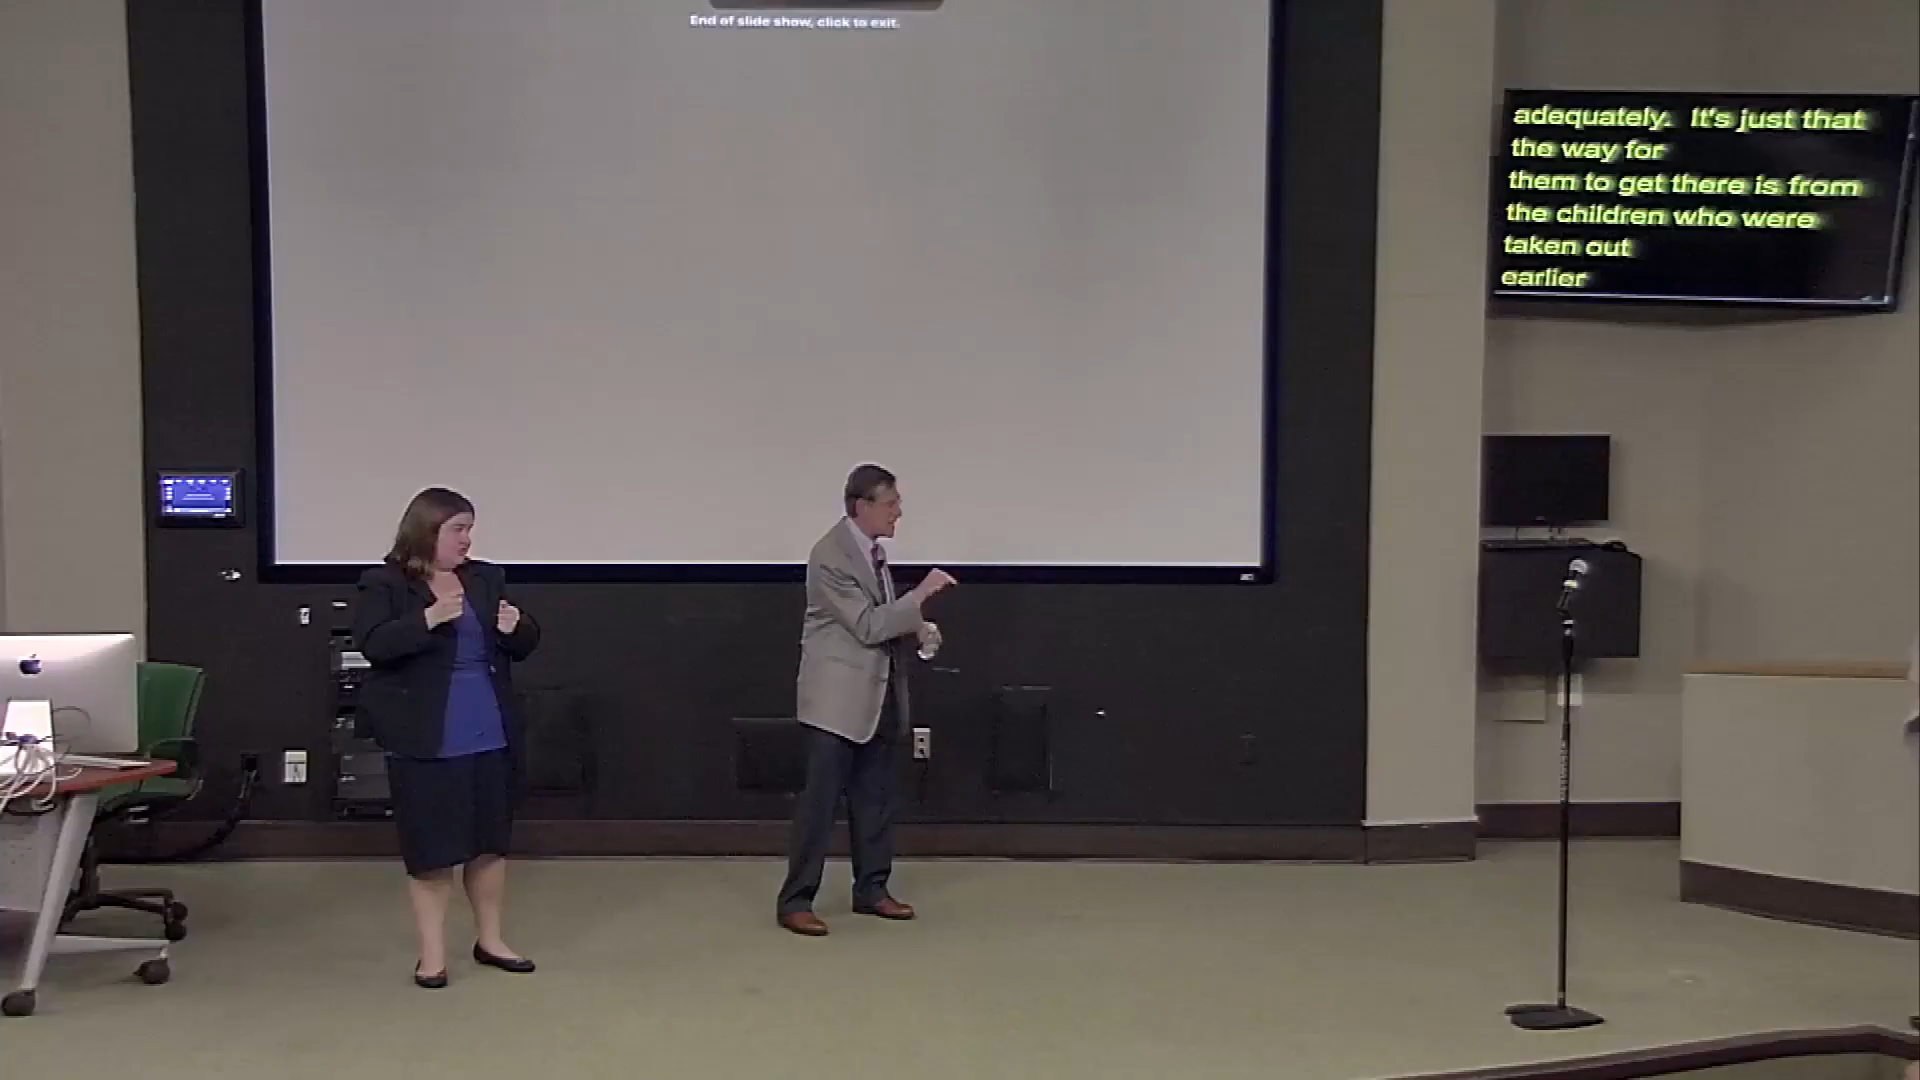 End of slide show, click to exit.
adequately. It's just that
the way for
them to get there is from
the children who were
taken out
earlier